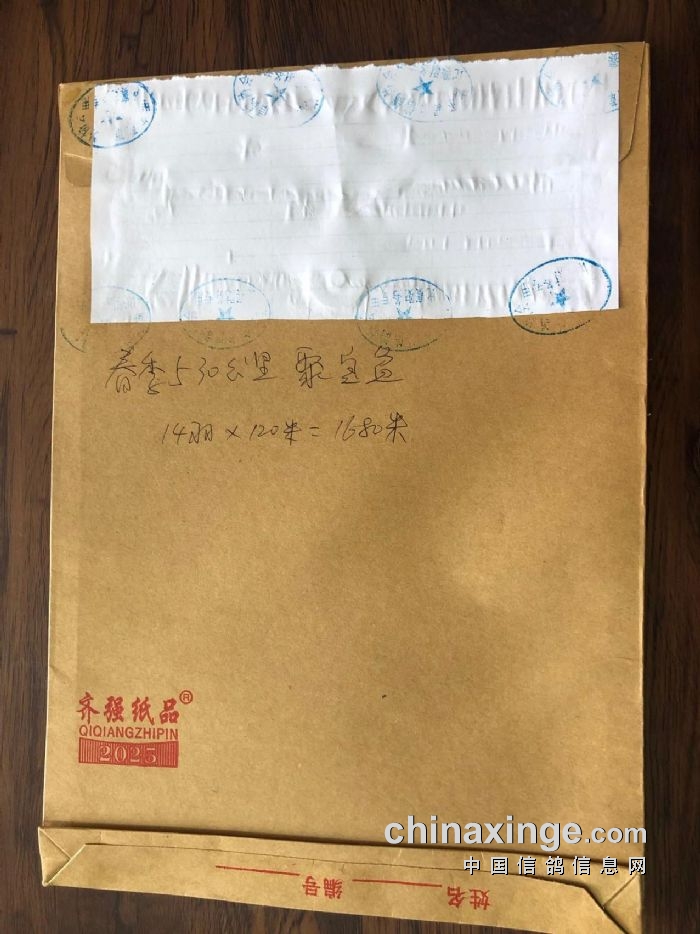 春季530公里 聚宝盆
14羽×120米=1680米
齐强纸品®
QIQIANGZHIPIN
2025
chinaxinge.com
中国信鸽信息网
姓名 编号